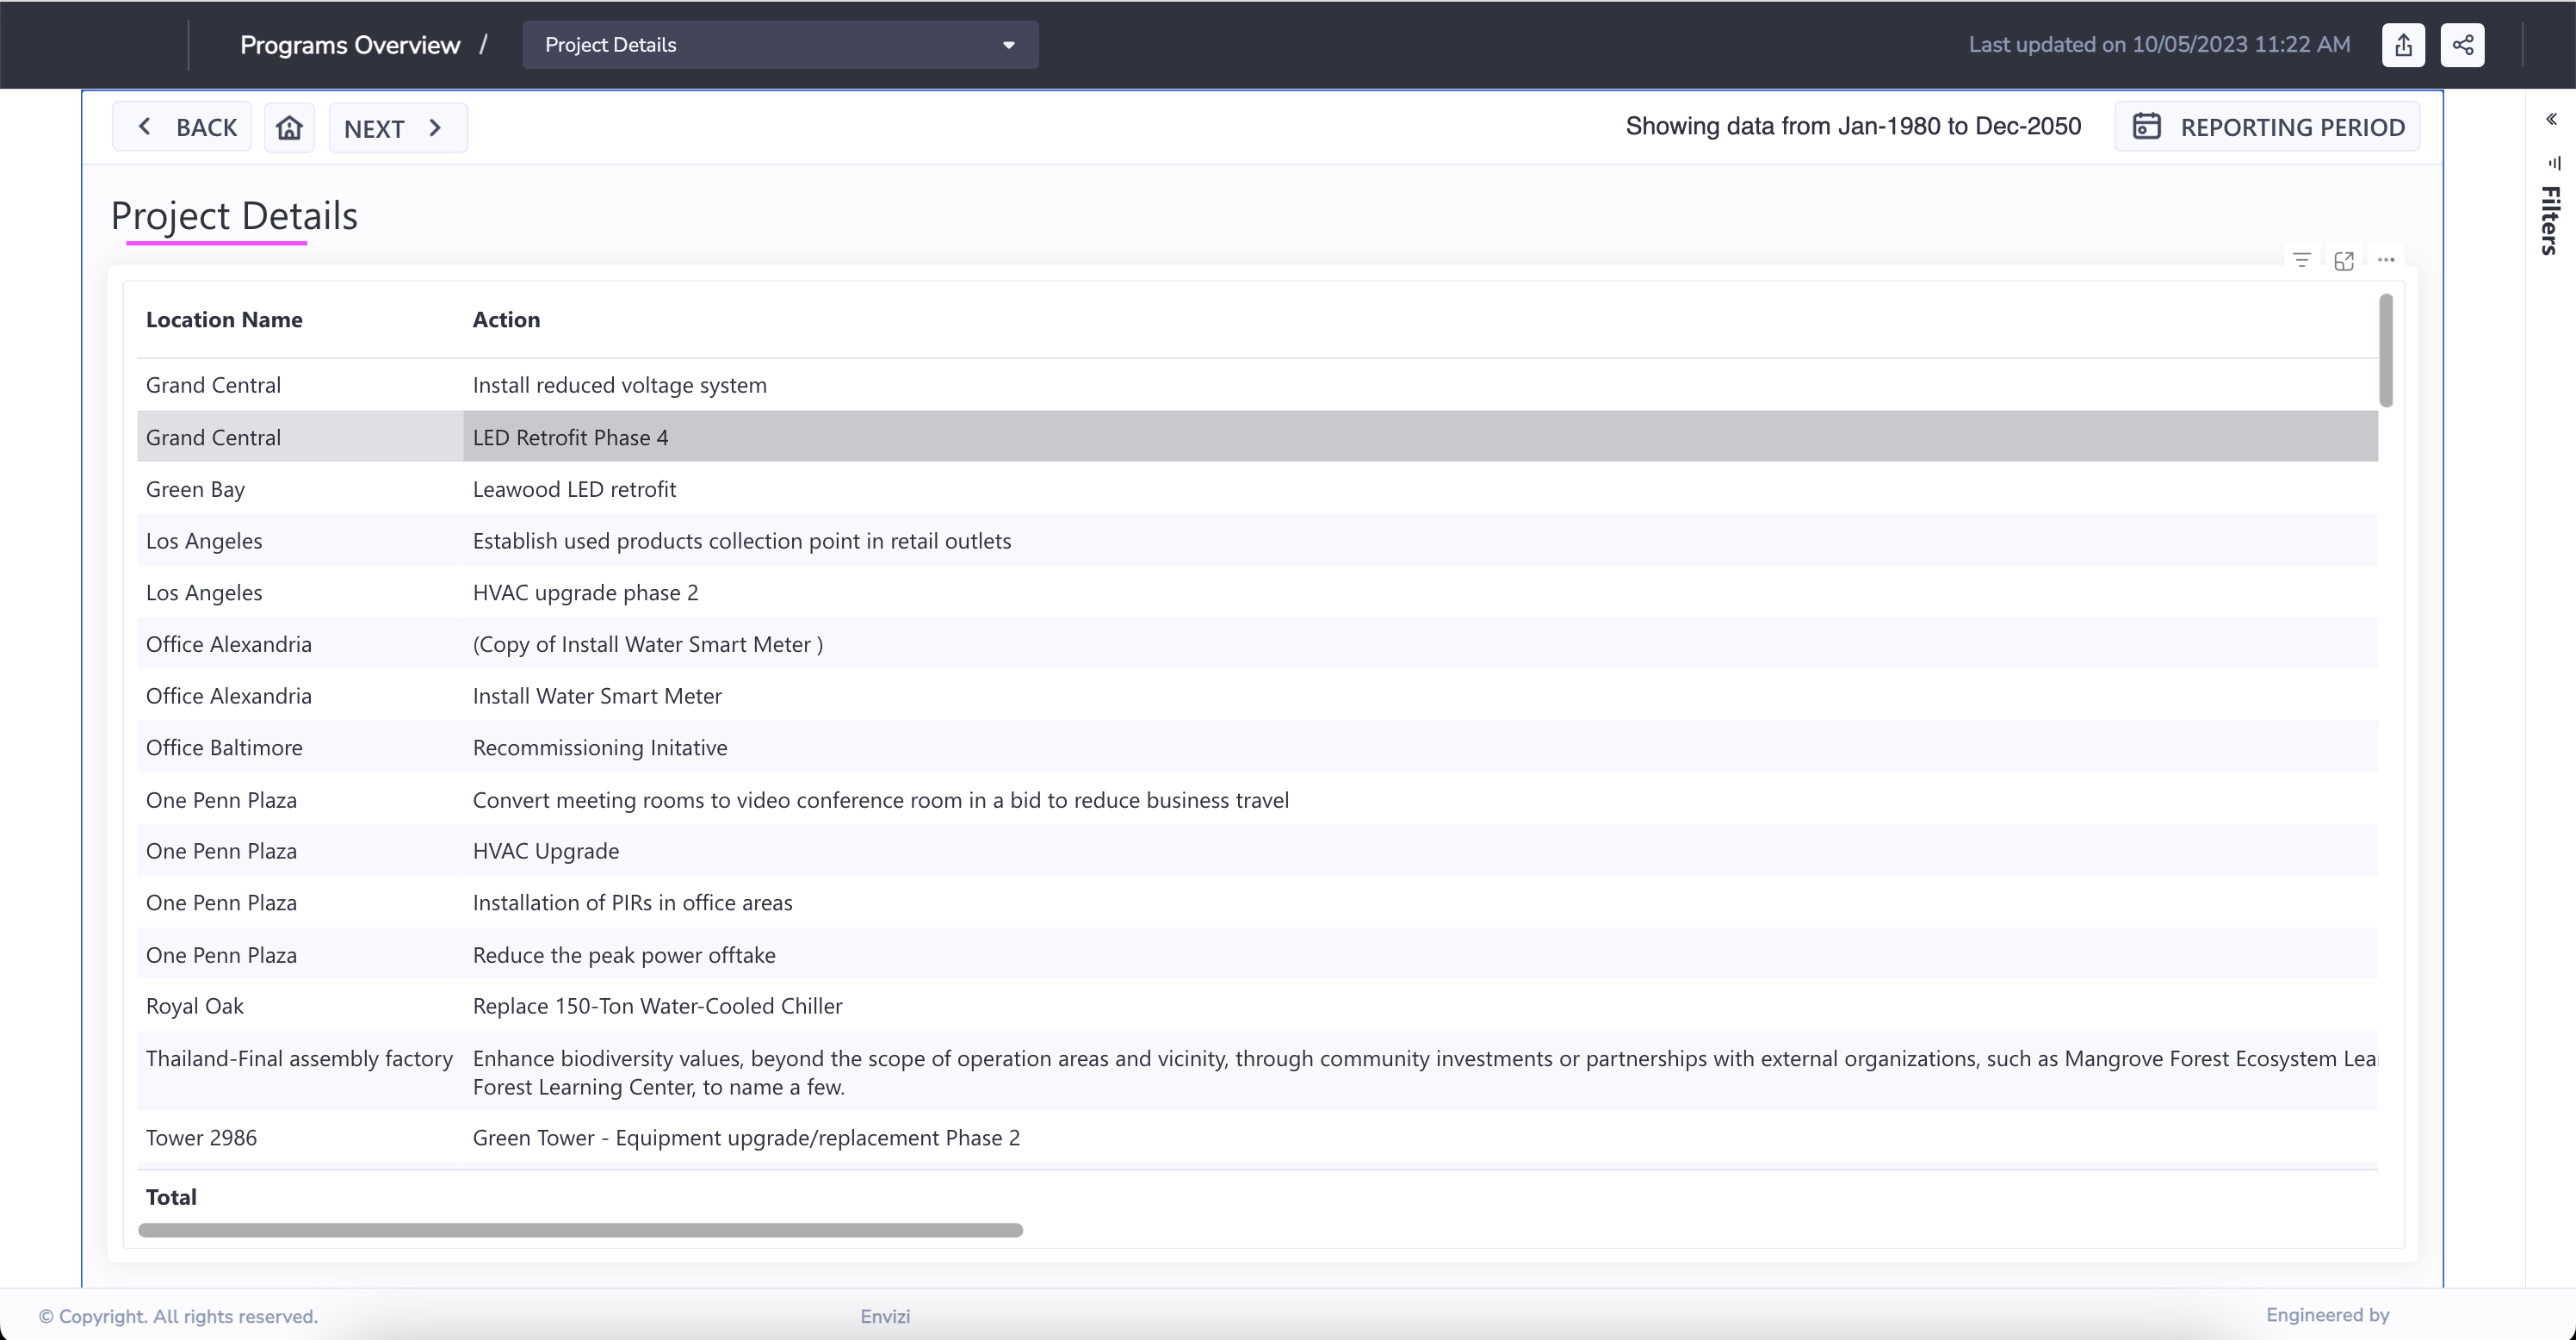 Programs Overview / Project Details Last updated on 10/05/2023 11:22 AM
BACK NEXT Showing data from Jan-1980 to Dec-2050 REPORTING PERIOD
Filters
Project Details
Location Name Action
Grand Central Install reduced voltage system
Grand Central LED Retrofit Phase 4
Green Bay Leawood LED retrofit
Los Angeles Establish used products collection point in retail outlets
Los Angeles HVAC upgrade phase 2
Office Alexandria (Copy of Install Water Smart Meter )
Office Alexandria Install Water Smart Meter
Office Baltimore Recommissioning Initative
One Penn Plaza Convert meeting rooms to video conference room in a bid to reduce business travel
One Penn Plaza HVAC Upgrade
One Penn Plaza Installation of PIRs in office areas
One Penn Plaza Reduce the peak power offtake
Royal Oak Replace 150-Ton Water-Cooled Chiller
Thailand-Final assembly factory Enhance biodiversity values, beyond the scope of operation areas and vicinity, through community investments or partnerships with external organizations, such as Mangrove Forest Ecosystem
Forest Learning Center, to name a few.
Tower 2986 Green Tower - Equipment upgrade/replacement Phase 2
Total
© Copyright. All rights reserved. Envizi Engineered by